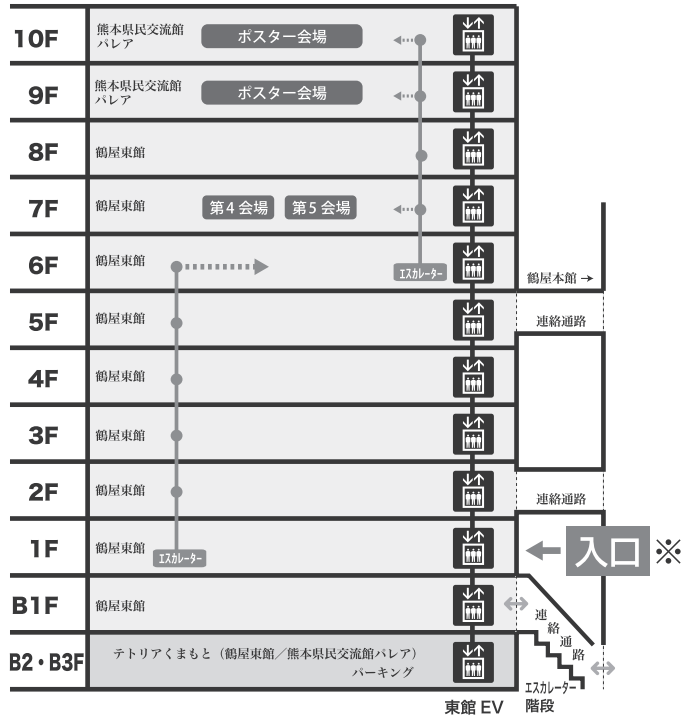 10F
熊本県民交流館
パレア
ポスター会場
9F
熊本県民交流館
パレア
ポスター会場
8F
鶴屋東館
7F
鶴屋東館
第4会場
第5会場
6F
鶴屋東館
エスカレーター
鶴屋本館→
5F
鶴屋東館
連絡通路
4F
鶴屋東館
3F
鶴屋東館
2F
鶴屋東館
連絡通路
1F
鶴屋東館
エスカレーター
入口※
B1F
鶴屋東館
連絡通路
B2・B3F
テトリアくまもと（鶴屋東館／熊本県民交流館パレア）
パーキング
エスカレーター
階段
東館 EV